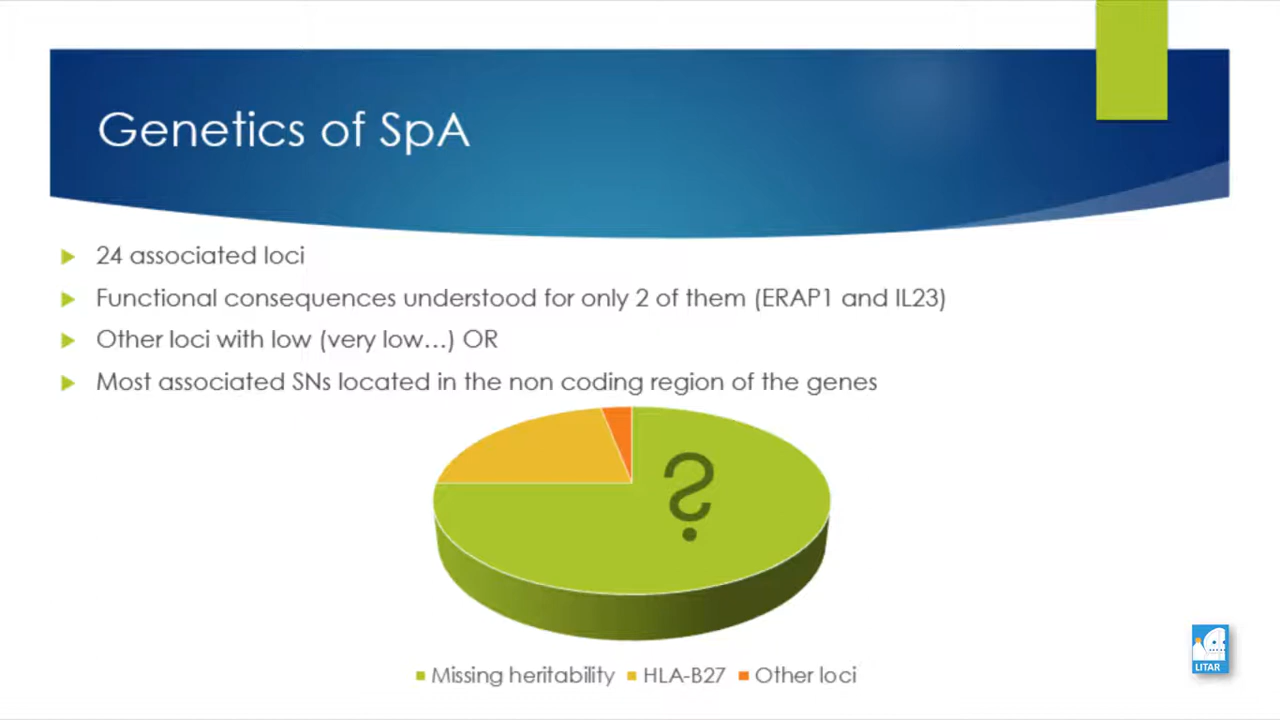 Genetics of SpA
24 associated loci
Functional consequences understood for only 2 of them (ERAP1 and IL23)
Other loci with low (very low...) OR
Most associated SNs located in the non coding region of the genes
?
Missing heritability HLA-B27 Other loci
LITAR